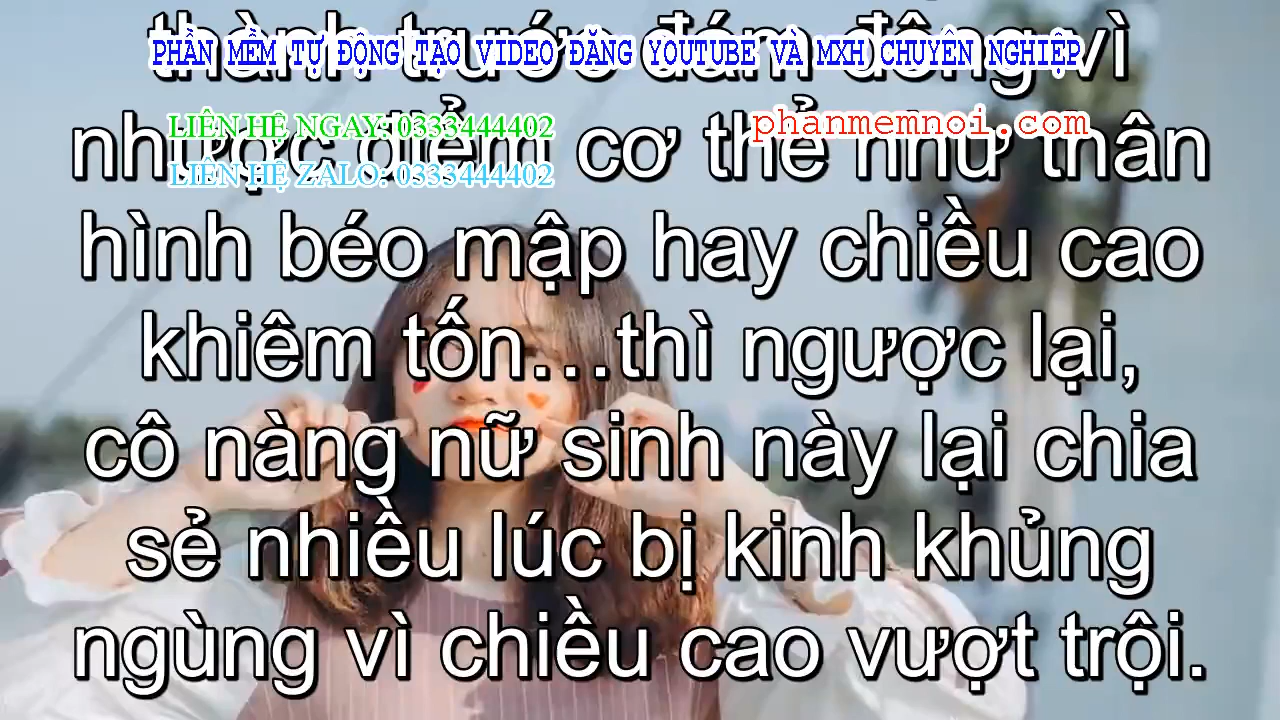 thành trước đám đông vì
PHẦN MỀM TỰ ĐỘNG TẠO VIDEO ĐĂNG YOUTUBE VÀ MXH CHUYÊN NGHIỆP
LIÊN HỆ NGAY: 0333444402
phanmemnoi.com
nhược điểm cơ thể như thân
LIÊN HỆ ZALO: 0333444402
hình béo mập hay chiều cao
khiêm tốn...thì ngược lại,
cô nàng nữ sinh này lại chia
sẻ nhiều lúc bị kinh khủng
ngùng vì chiều cao vượt trội.